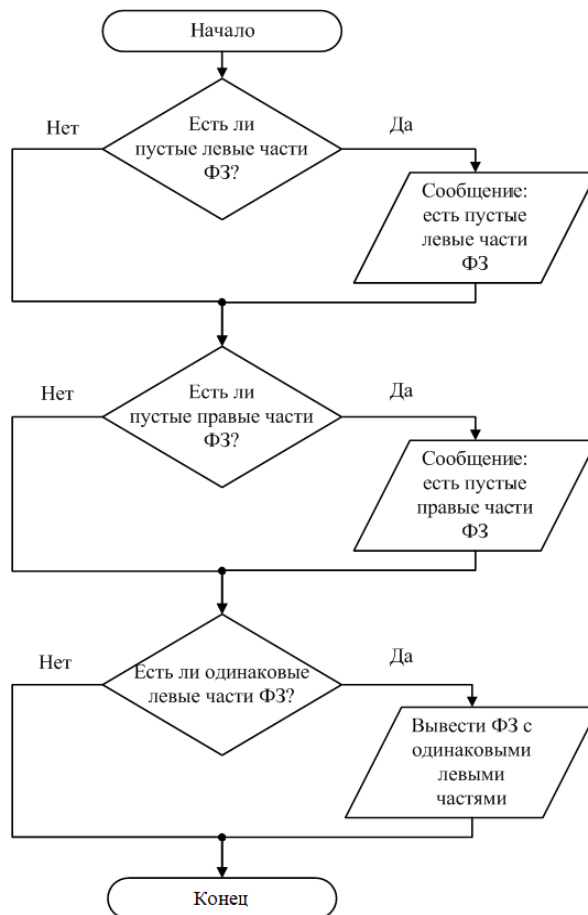 Начало
Нет
Есть ли
пустые левые части
ФЗ?
Да
Сообщение:
есть пустые
левые части
ФЗ
Нет
Есть ли
пустые правые части
ФЗ?
Да
Сообщение:
есть пустые
правые части
ФЗ
Нет
Есть ли одинаковые
левые части ФЗ?
Да
Вывести ФЗ с
одинаковыми
левыми
частями
Конец